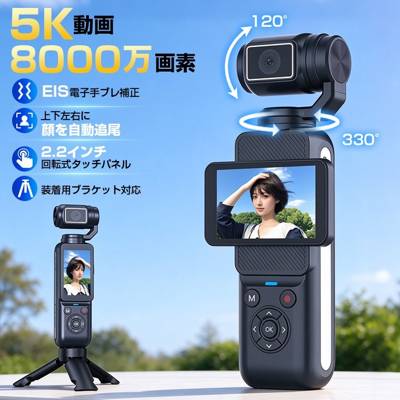 5K動画
8000万画素
EIS電子手ブレ補正
上下左右に
顔を自動追尾
2.2インチ
回転式タッチパネル
装着用ブラケット対応
120°
330°
M
OK